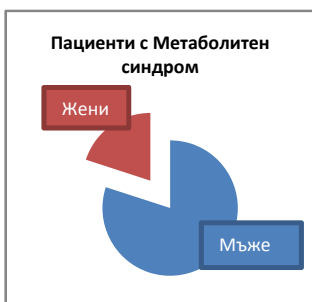 Пациенти с Метаболитен
синдром
Жени
Мъже